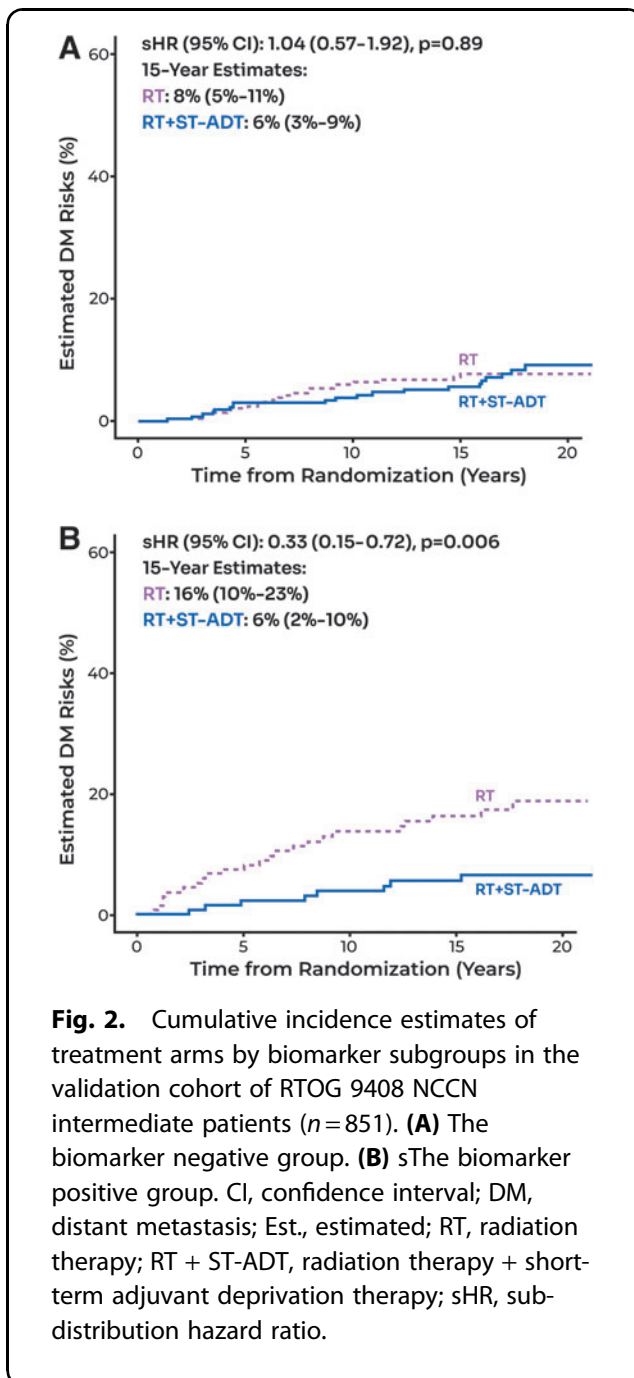 A
sHR (95% CI): 1.04 (0.57-1.92), p=0.89
15-Year Estimates:
RT: 8% (5%-11%)
RT+ST-ADT: 6% (3%-9%)
Estimated DM Risks (%)
60
40
20
0
RT
RT+ST-ADT
0 5 10 15 20
Time from Randomization (Years)
B
sHR (95% CI): 0.33 (0.15-0.72), p=0.006
15-Year Estimates:
RT: 16% (10%-23%)
RT+ST-ADT: 6% (2%-10%)
Estimated DM Risks (%)
60
40
20
0
RT
RT+ST-ADT
0 5 10 15 20
Time from Randomization (Years)
Fig. 2. Cumulative incidence estimates of
treatment arms by biomarker subgroups in the
validation cohort of RTOG 9408 NCCN
intermediate patients (n = 851). (A) The
biomarker negative group. (B) sThe biomarker
positive group. CI, confidence interval; DM,
distant metastasis; Est., estimated; RT, radiation
therapy; RT + ST-ADT, radiation therapy + short-
term adjuvant deprivation therapy; sHR, sub-
distribution hazard ratio.